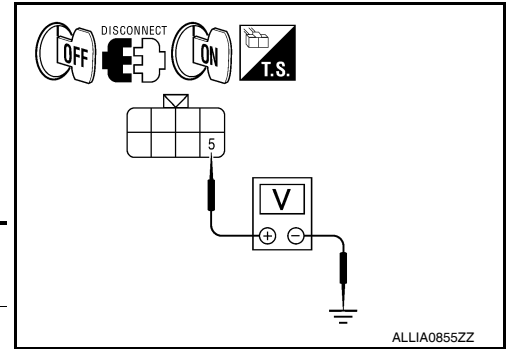 DISCONNECT
OFF
ON
T.S.
5
V
+ −
ALLIA0855ZZ